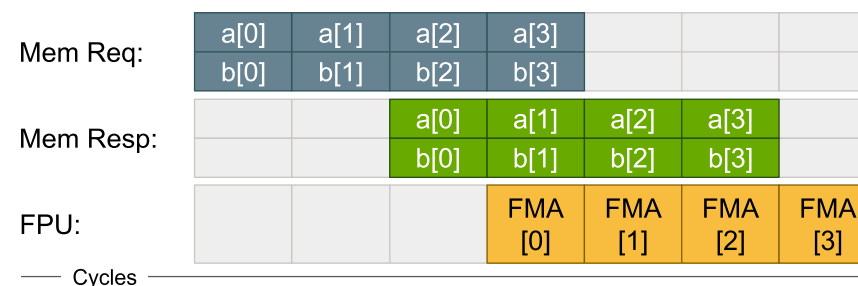 Mem Req:
a[0] a[1] a[2] a[3]
b[0] b[1] b[2] b[3]
Mem Resp:
a[0] a[1] a[2] a[3]
b[0] b[1] b[2] b[3]
FPU:
FMA FMA FMA FMA
[0] [1] [2] [3]
Cycles